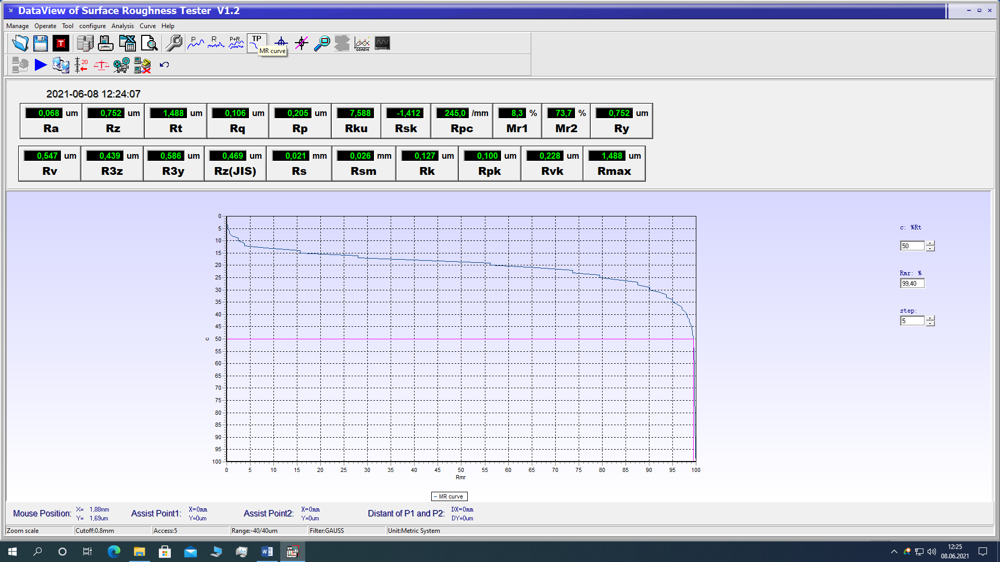 DataView of Surface Roughness Tester V1.2
Manage Operate Tool configure Analysis Curve Help
T P R P+R TP GRAPH
MR curve
20
2021-06-08 12:24:07
0,068 um 0,752 um 1,488 um 0,106 um 0,205 um 7,588 -1,412 245,0 /mm 8,3 % 73,7 % 0,752 um
Ra Rz Rt Rq Rp Rku Rsk Rpc Mr1 Mr2 Ry
0,547 um 0,439 um 0,586 um 0,469 um 0,021 mm 0,026 mm 0,127 um 0,100 um 0,228 um 1,488 um
Rv R3z R3y Rz(JIS) Rs Rsm Rk Rpk Rvk Rmax
0
5
10
15
20
25
30
35
40
45
50
55
60
65
70
75
80
85
90
95
100
c
0 5 10 15 20 25 30 35 40 45 50 55 60 65 70 75 80 85 90 95 100
Rmr
MR curve
c: %Rt
50
Rmr: %
99,40
step:
5
Mouse Position: X= 1,88mm Assist Point1: X=0mm Assist Point2: X=0mm Distant of P1 and P2: DX=0mm
Y= 1,69um Y=0um Y=0um DY=0um
Zoom scale Cutoff:0.8mm Access:5 Range:-40/40um Filter:GAUSS Unit:Metric System
12:25
08.06.2021